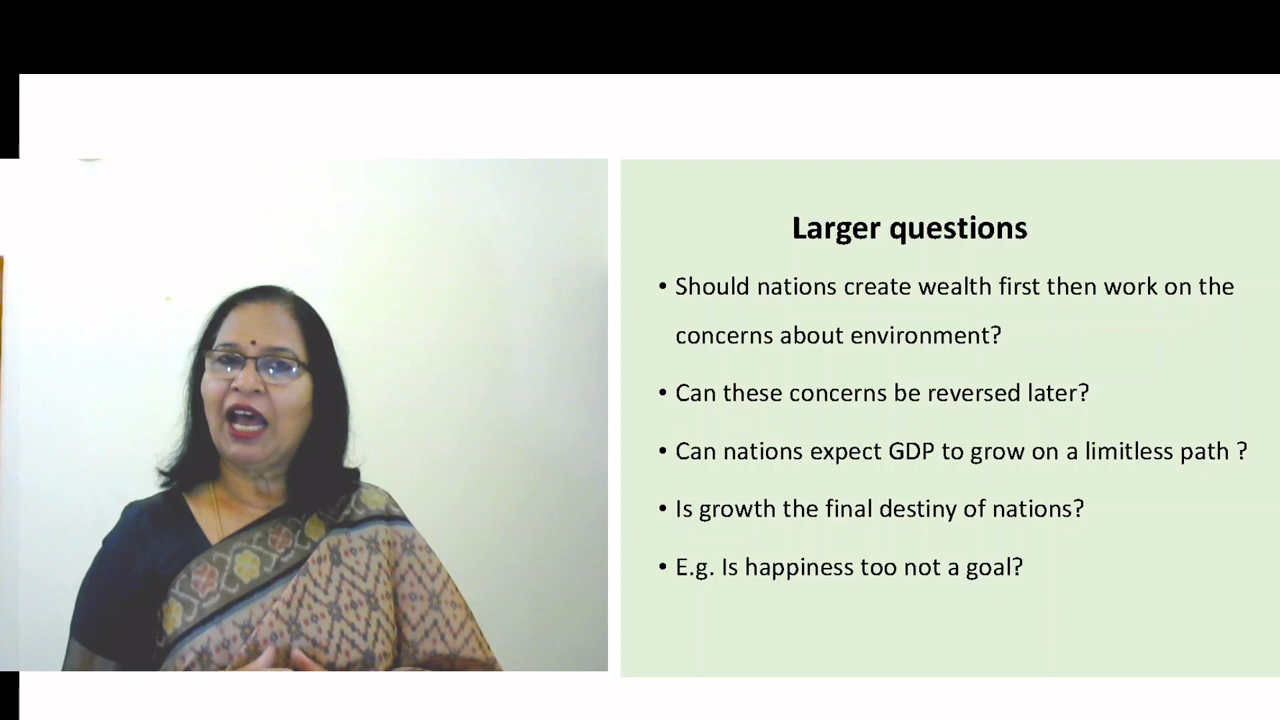 Larger questions
• Should nations create wealth first then work on the
concerns about environment?
• Can these concerns be reversed later?
• Can nations expect GDP to grow on a limitless path ?
• Is growth the final destiny of nations?
• E.g. Is happiness too not a goal?